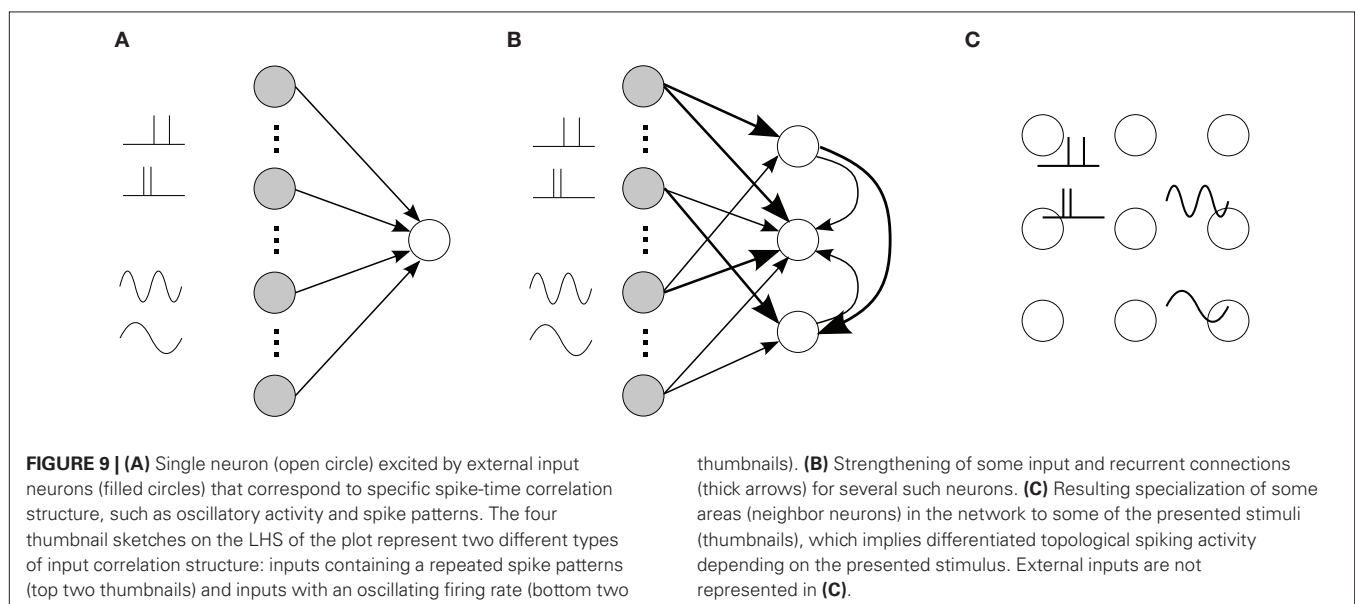 A
B
C
FIGURE 9 | (A) Single neuron (open circle) excited by external input
neurons (filled circles) that correspond to specific spike-time correlation
structure, such as oscillatory activity and spike patterns. The four
thumbnail sketches on the LHS of the plot represent two different types
of input correlation structure: inputs containing a repeated spike patterns
(top two thumbnails) and inputs with an oscillating firing rate (bottom two
thumbnails). (B) Strengthening of some input and recurrent connections
(thick arrows) for several such neurons. (C) Resulting specialization of some
areas (neighbor neurons) in the network to some of the presented stimuli
(thumbnails), which implies differentiated topological spiking activity
depending on the presented stimulus. External inputs are not
represented in (C).